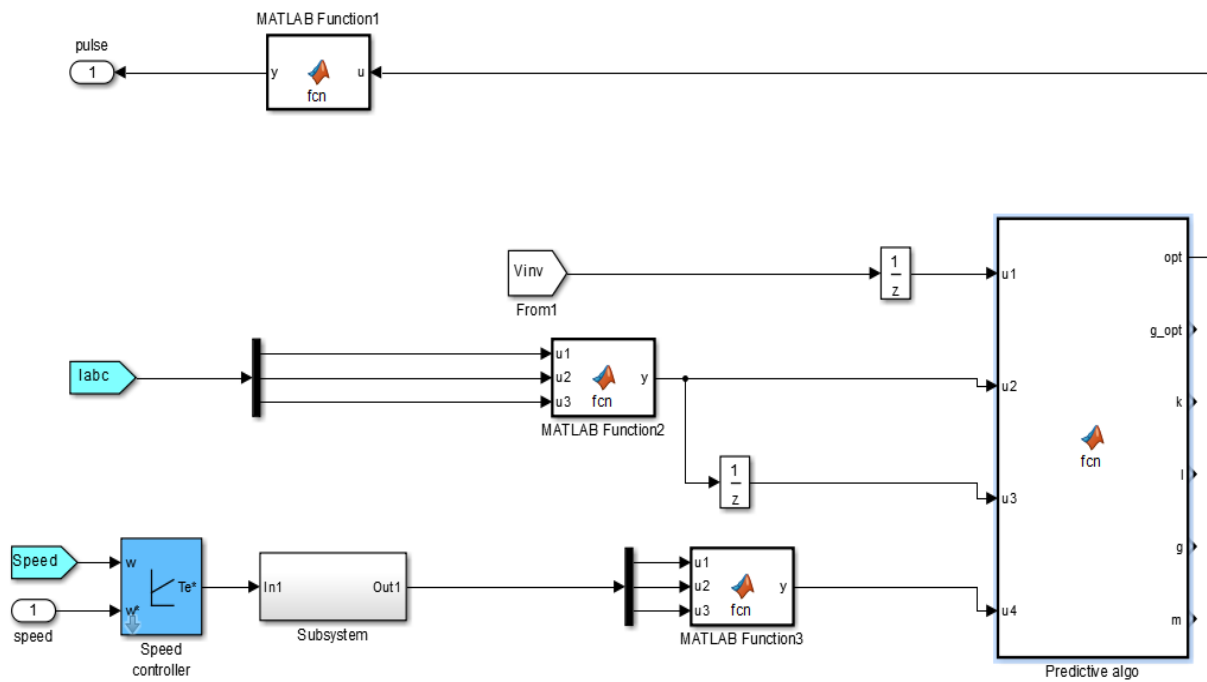 MATLAB Function1
pulse
1
y
u
fcn
Vinv
From1
1
z
u1
opt
g_opt
Iabc
u1
u2
u3
y
fcn
MATLAB Function2
u2
k
fcn
1
z
u3
l
Speed
w
Te*
w*
1
speed
Speed
controller
In1
Out1
Subsystem
u1
u2
u3
y
fcn
MATLAB Function3
g
u4
m
Predictive algo